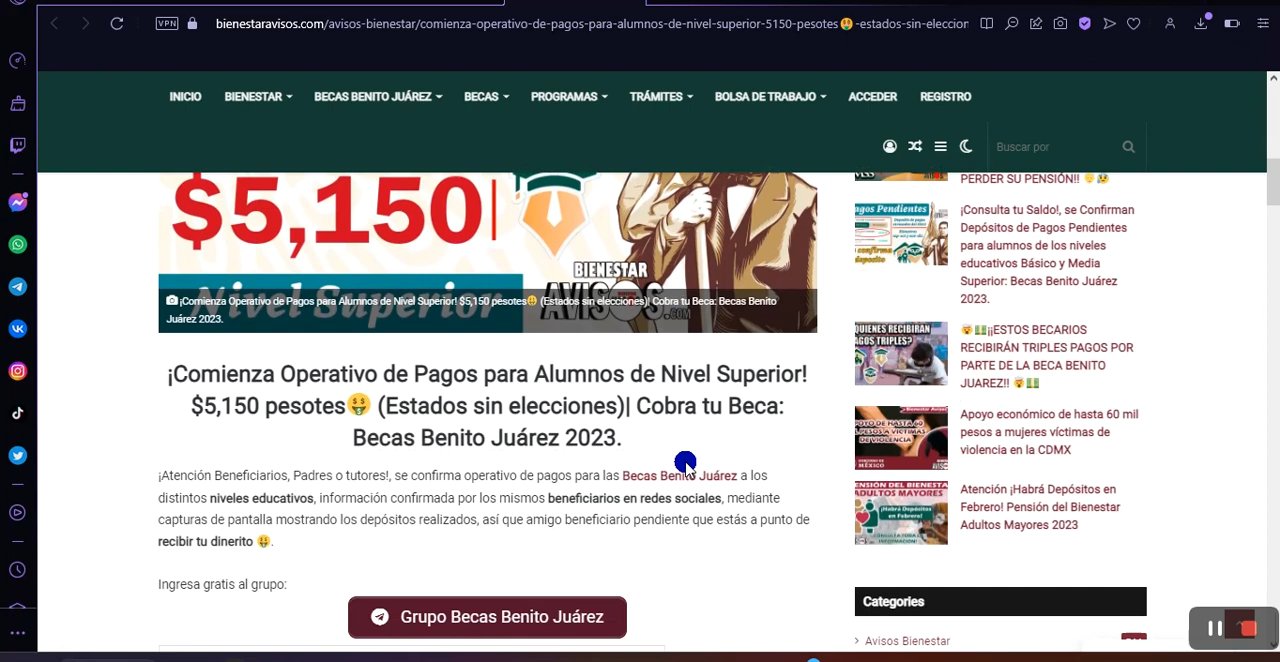 VPN
bienestaravisos.com/avisos-bienestar/comienza-operativo-de-pagos-para-alumnos-de-nivel-superior-5150-pesotes🤑-estados-sin-eleccion
INICIO BIENESTAR BECAS BENITO JUÁREZ BECAS PROGRAMAS TRÁMITES BOLSA DE TRABAJO ACCEDER REGISTRO
Buscar por
$5,150
BIENESTAR
Nivel Superior AVISOS
.COM
¡Comienza Operativo de Pagos para Alumnos de Nivel Superior! $5,150 pesotes🤑 (Estados sin elecciones)| Cobra tu Beca: Becas Benito
Juárez 2023.
¡Comienza Operativo de Pagos para Alumnos de Nivel Superior!
$5,150 pesotes🤑 (Estados sin elecciones)| Cobra tu Beca:
Becas Benito Juárez 2023.
¡Atención Beneficiarios, Padres o tutores!, se confirma operativo de pagos para las Becas Benito Juárez a los
distintos niveles educativos, información confirmada por los mismos beneficiarios en redes sociales, mediante
capturas de pantalla mostrando los depósitos realizados, así que amigo beneficiario pendiente que estás a punto de
recibir tu dinerito 🤑.
Ingresa gratis al grupo:
Grupo Becas Benito Juárez
PERDER SU PENSIÓN!! 👴😥
Pagos Pendientes
¡Consulta tu Saldo!, se Confirman
Depósitos de Pagos Pendientes
para alumnos de los niveles
educativos Básico y Media
Superior: Becas Benito Juárez
2023.
QUIENES RECIBIRAN
PAGOS TRIPLES?
🤯💵¡¡ESTOS BECARIOS
RECIBIRÁN TRIPLES PAGOS POR
PARTE DE LA BECA BENITO
JUAREZ!! 🤯💵
Apoyo económico de hasta 60 mil
pesos a mujeres víctimas de
violencia en la CDMX
PENSIÓN DEL BIENESTAR
ADULTOS MAYORES
¡Habrá Depósitos
en Febrero!
Atención ¡Habrá Depósitos en
Febrero! Pensión del Bienestar
Adultos Mayores 2023
Categories
Avisos Bienestar